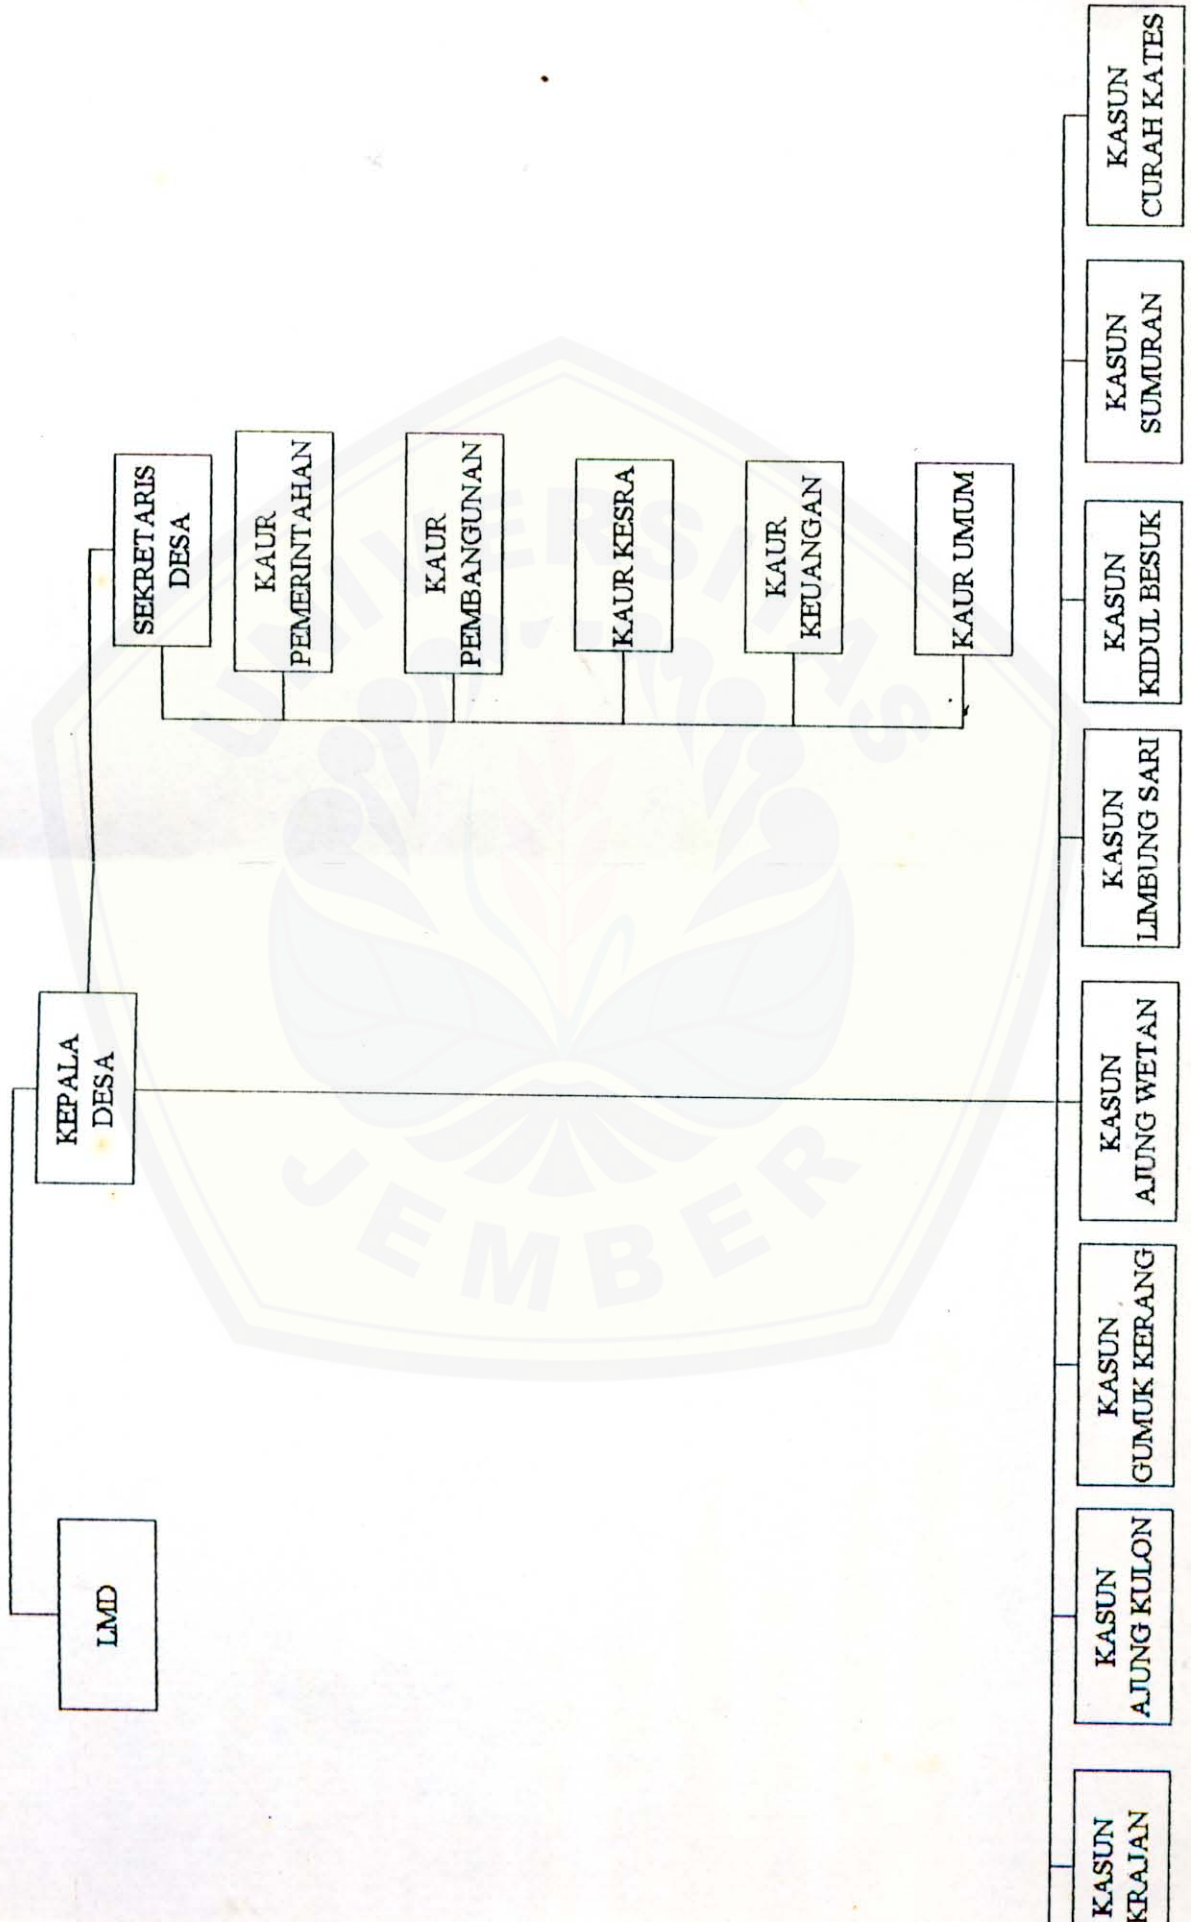 LMD
KEPALA
DESA
SEKRETARIS
DESA
KAUR
PEMERINTAHAN
KAUR
PEMBANGUNAN
KAUR KESRA
KAUR
KEUANGAN
KAUR UMUM
KASUN
KRAJAN
KASUN
AJUNG KULON
KASUN
GUMUK KERANG
KASUN
AJUNG WETAN
KASUN
LIMBUNG SARI
KASUN
KIDUL BESUK
KASUN
SUMURAN
KASUN
CURAH KATES
UNIVERSITAS
JEMBER